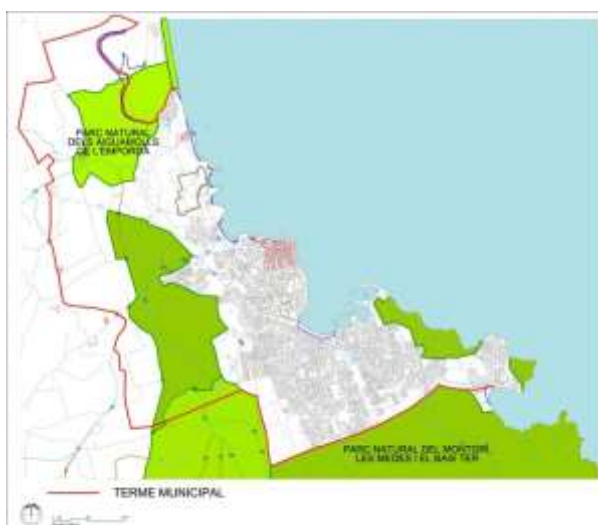 PARC NATURAL
DELS AIGUAMOLLS
DE L'EMPORDÀ
PARC NATURAL DEL MONTGRÍ,
LES MEDES I EL BAIX TER
TERME MUNICIPAL